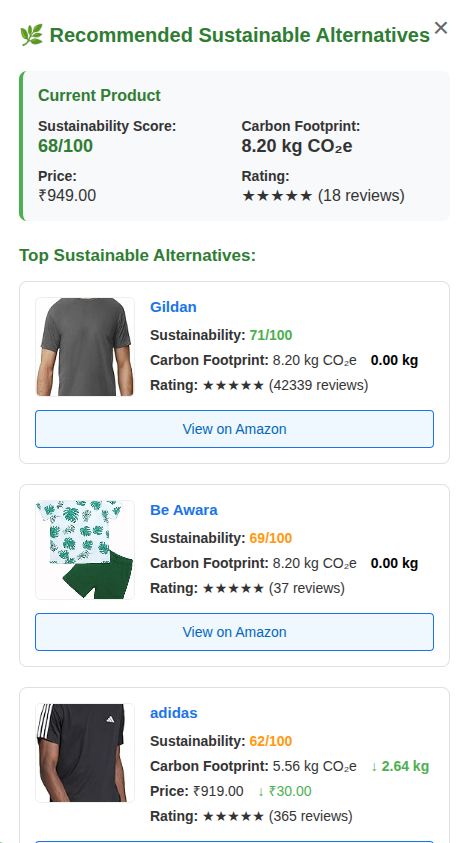 🌿 Recommended Sustainable Alternatives ×
Current Product
Sustainability Score: Carbon Footprint:
68/100 8.20 kg CO₂e
Price: Rating:
₹949.00 ★★★★★ (18 reviews)
Top Sustainable Alternatives:
Gildan
Sustainability: 71/100
Carbon Footprint: 8.20 kg CO₂e 0.00 kg
Rating: ★★★★★ (42339 reviews)
View on Amazon
Be Awara
Sustainability: 69/100
Carbon Footprint: 8.20 kg CO₂e 0.00 kg
Rating: ★★★★★ (37 reviews)
View on Amazon
adidas
Sustainability: 62/100
Carbon Footprint: 5.56 kg CO₂e ↓ 2.64 kg
Price: ₹919.00 ↓ ₹30.00
Rating: ★★★★★ (365 reviews)